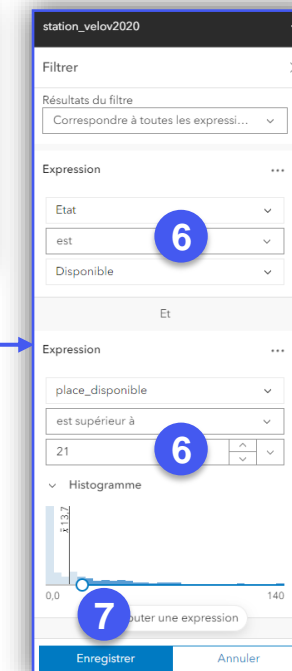 station_velov2020
Filtrer
Résultats du filtre
Correspondre à toutes les expressi...
Expression
...
Etat
est
6
Disponible
Et
Expression
...
place_disponible
est supérieur à
21
6
Histogramme
x̄ 13,7
0,0
140
7
outer une expression
Enregistrer
Annuler